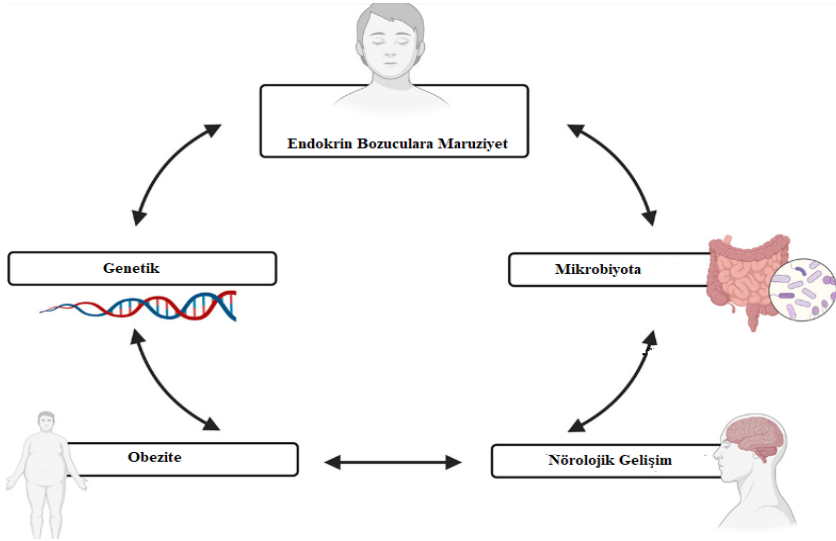 Endokrin Bozuculara Maruziyet
Genetik
Mikrobiyota
Obezite
Nörolojik Gelişim